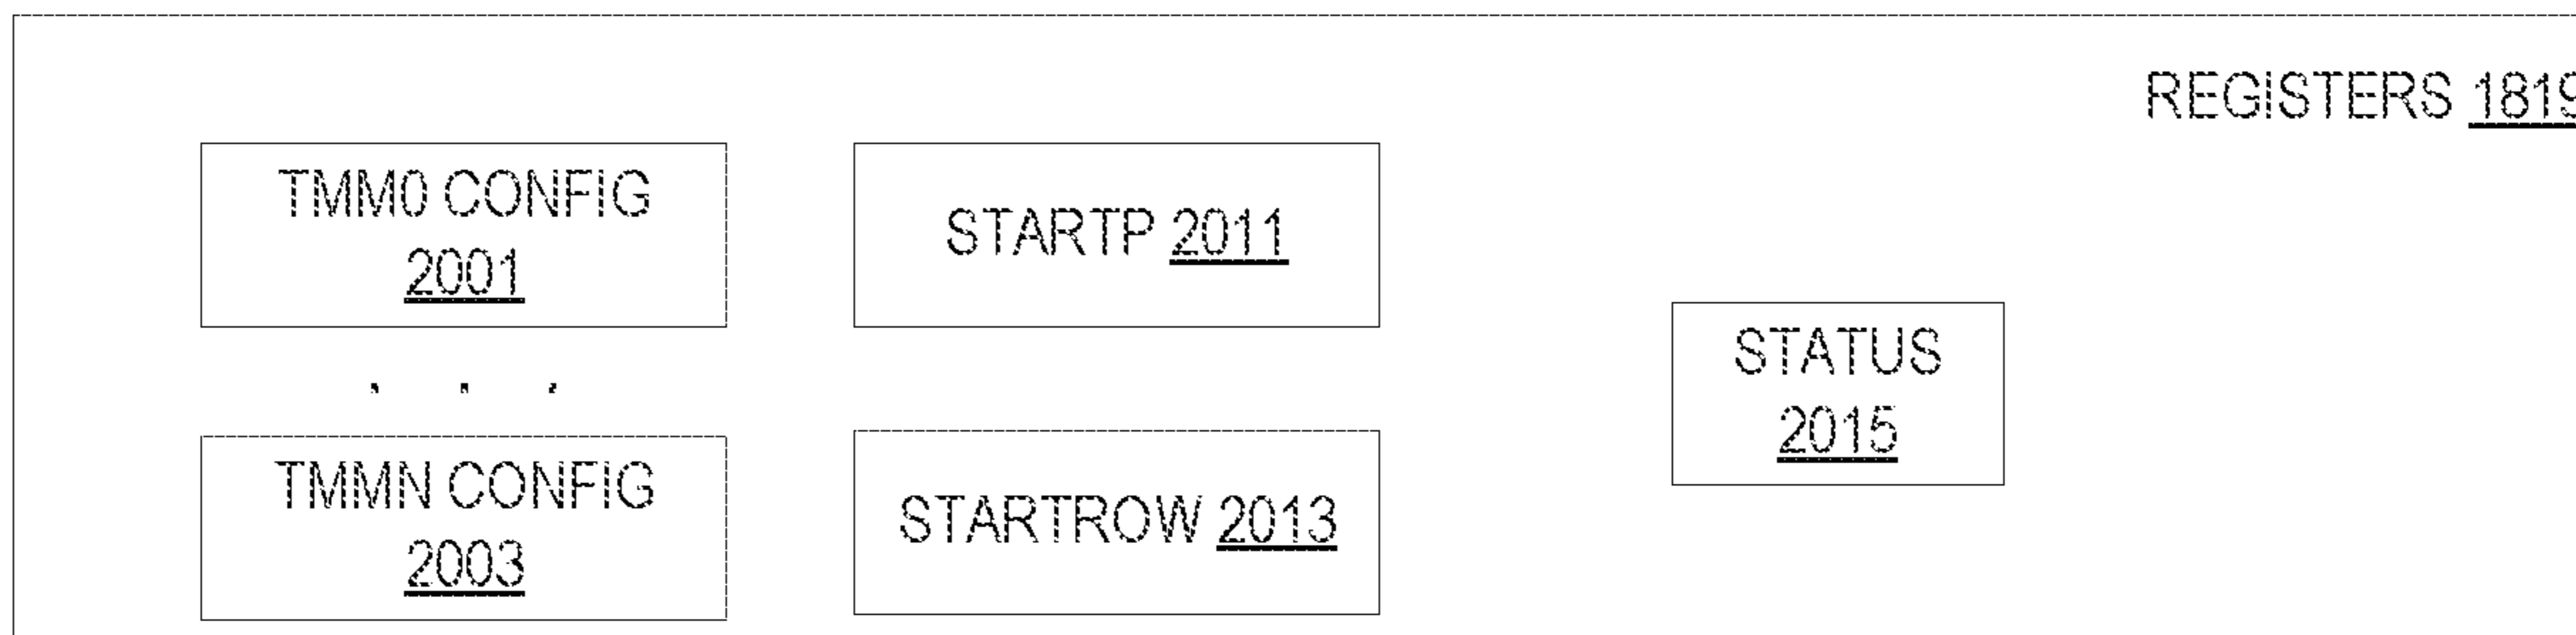 REGISTERS 1819
TMM0 CONFIG
2001
STARTP 2011
STATUS
2015
TMMN CONFIG
2003
STARTROW 2013